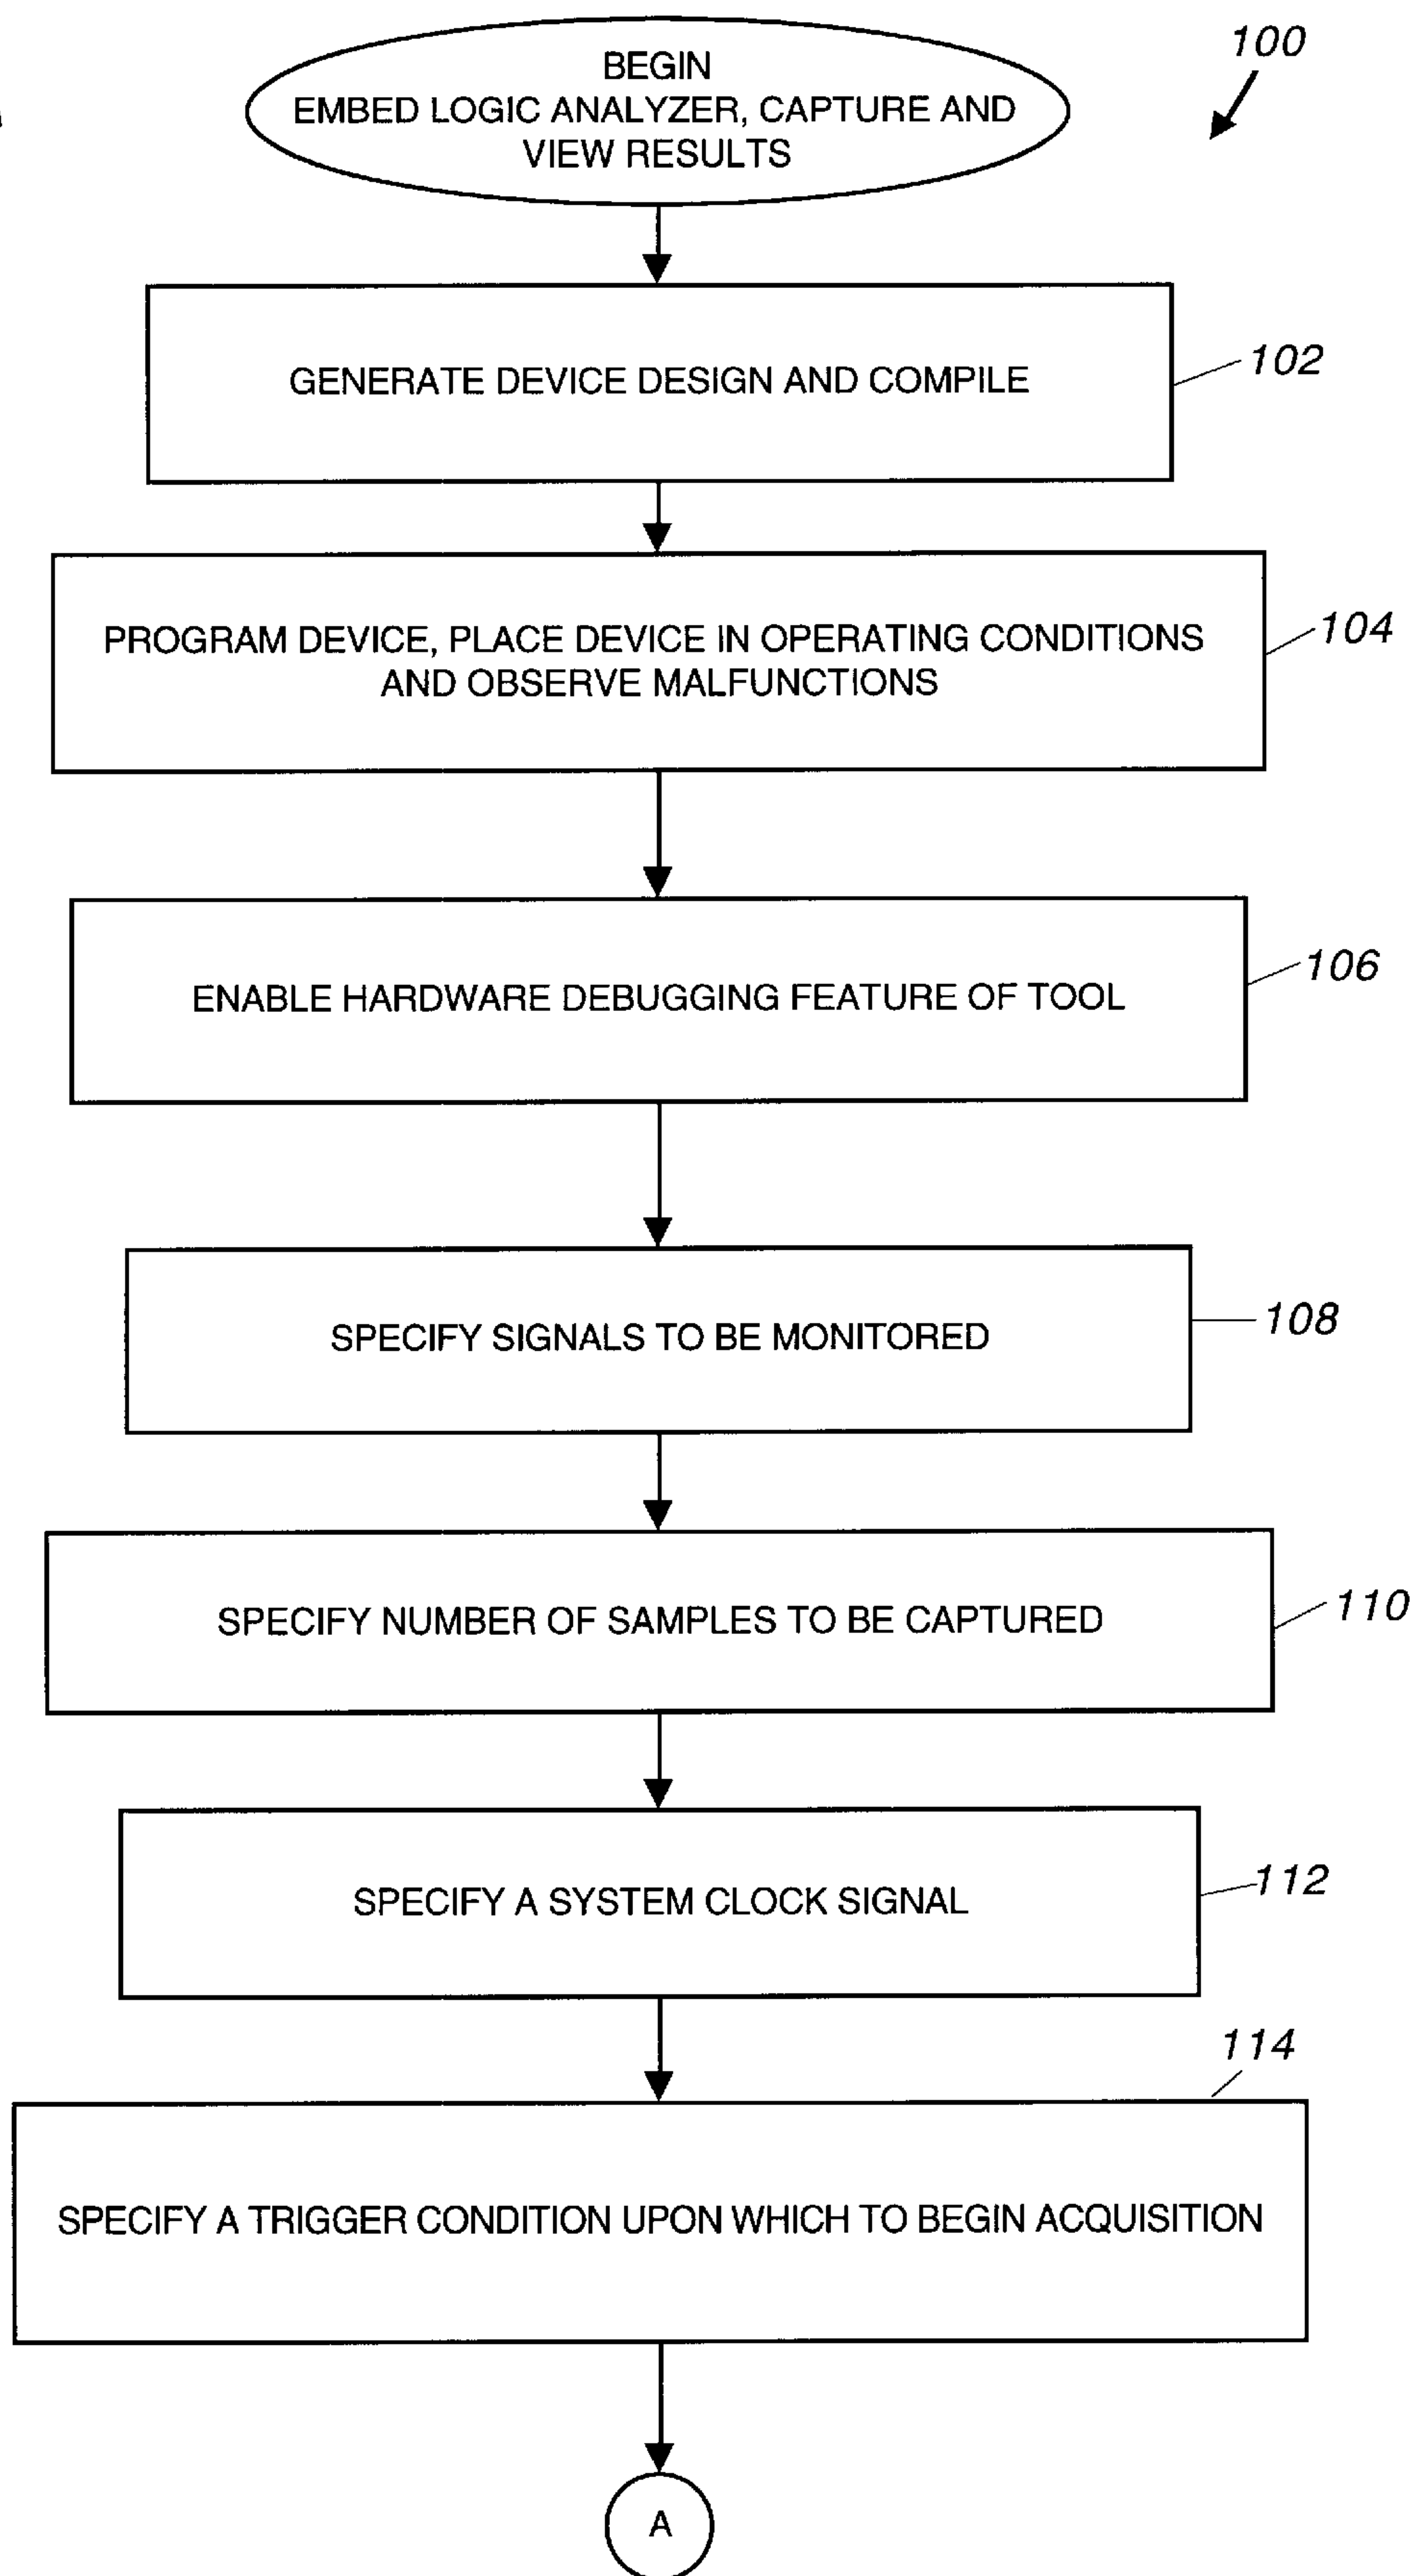 100
BEGIN
EMBED LOGIC ANALYZER, CAPTURE AND
VIEW RESULTS
GENERATE DEVICE DESIGN AND COMPILE
102
PROGRAM DEVICE, PLACE DEVICE IN OPERATING CONDITIONS
AND OBSERVE MALFUNCTIONS
104
ENABLE HARDWARE DEBUGGING FEATURE OF TOOL
106
SPECIFY SIGNALS TO BE MONITORED
108
SPECIFY NUMBER OF SAMPLES TO BE CAPTURED
110
SPECIFY A SYSTEM CLOCK SIGNAL
112
114
SPECIFY A TRIGGER CONDITION UPON WHICH TO BEGIN ACQUISITION
A